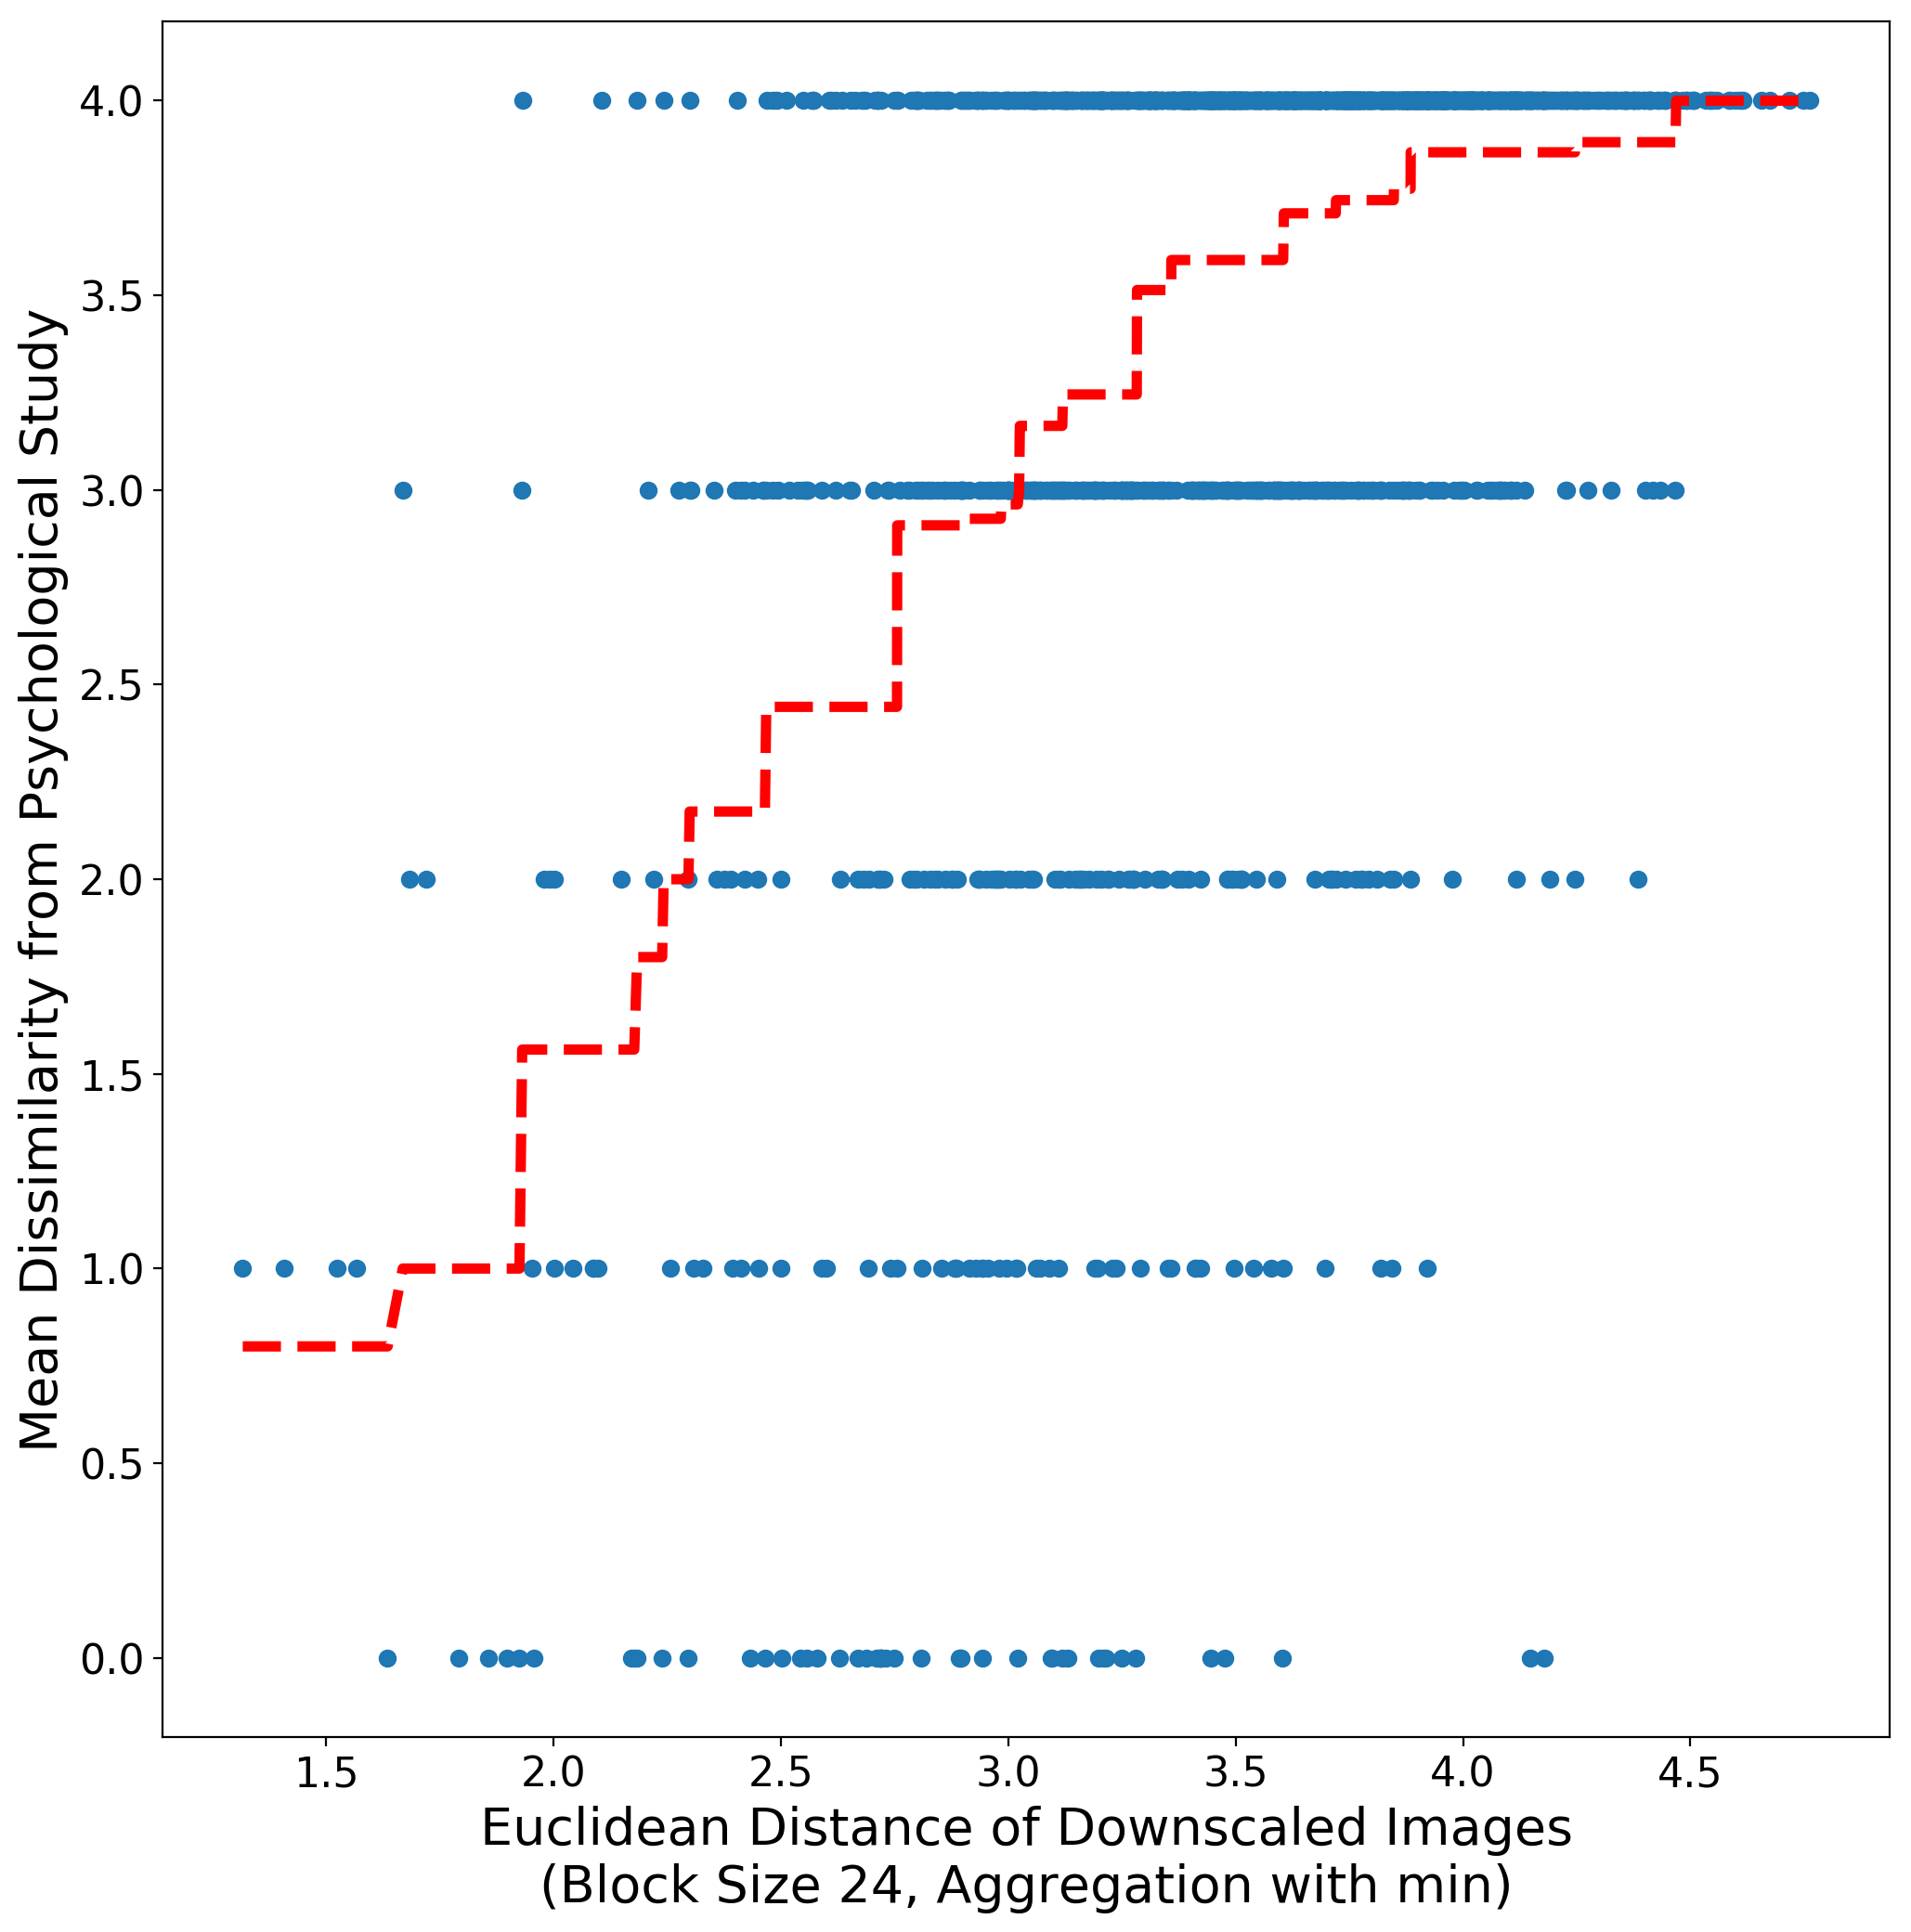 Mean Dissimilarity from Psychological Study
4.0
3.5
3.0
2.5
2.0
1.5
1.0
0.5
0.0
1.5 2.0 2.5 3.0 3.5 4.0 4.5
Euclidean Distance of Downscaled Images
(Block Size 24, Aggregation with min)